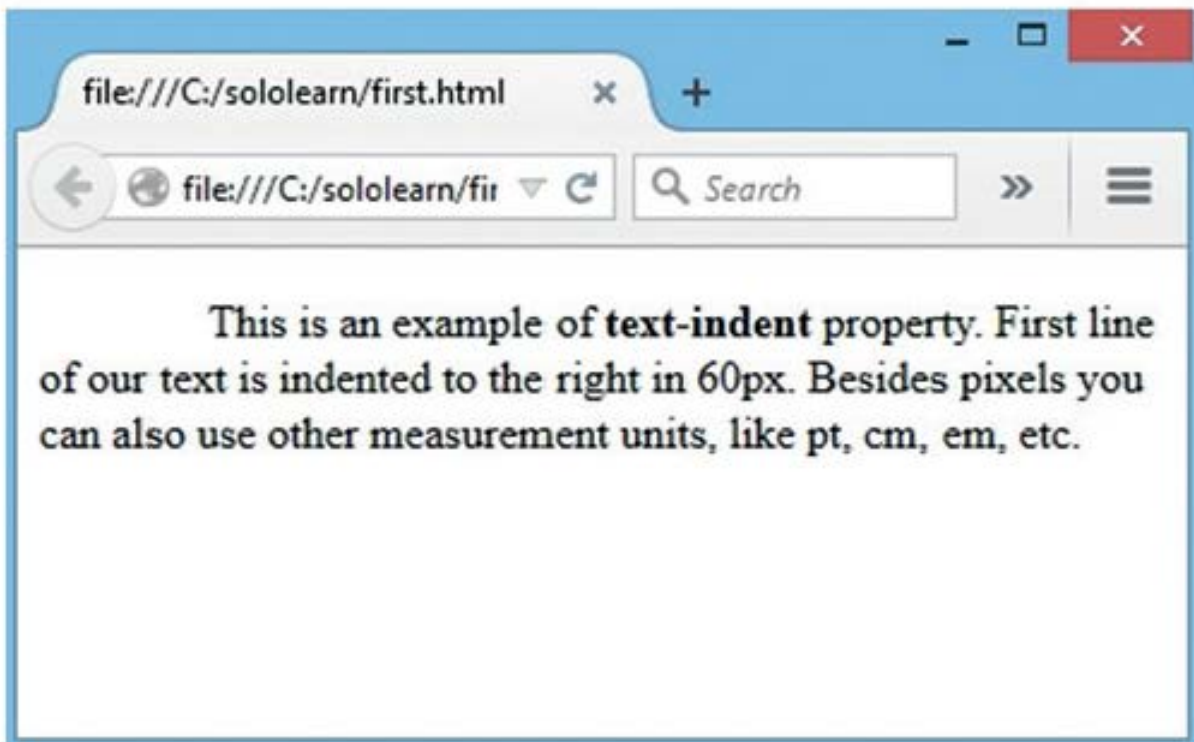 file:///C:/sololearn/first.html
file:///C:/sololearn/fir
Search
This is an example of text-indent property. First line
of our text is indented to the right in 60px. Besides pixels you
can also use other measurement units, like pt, cm, em, etc.